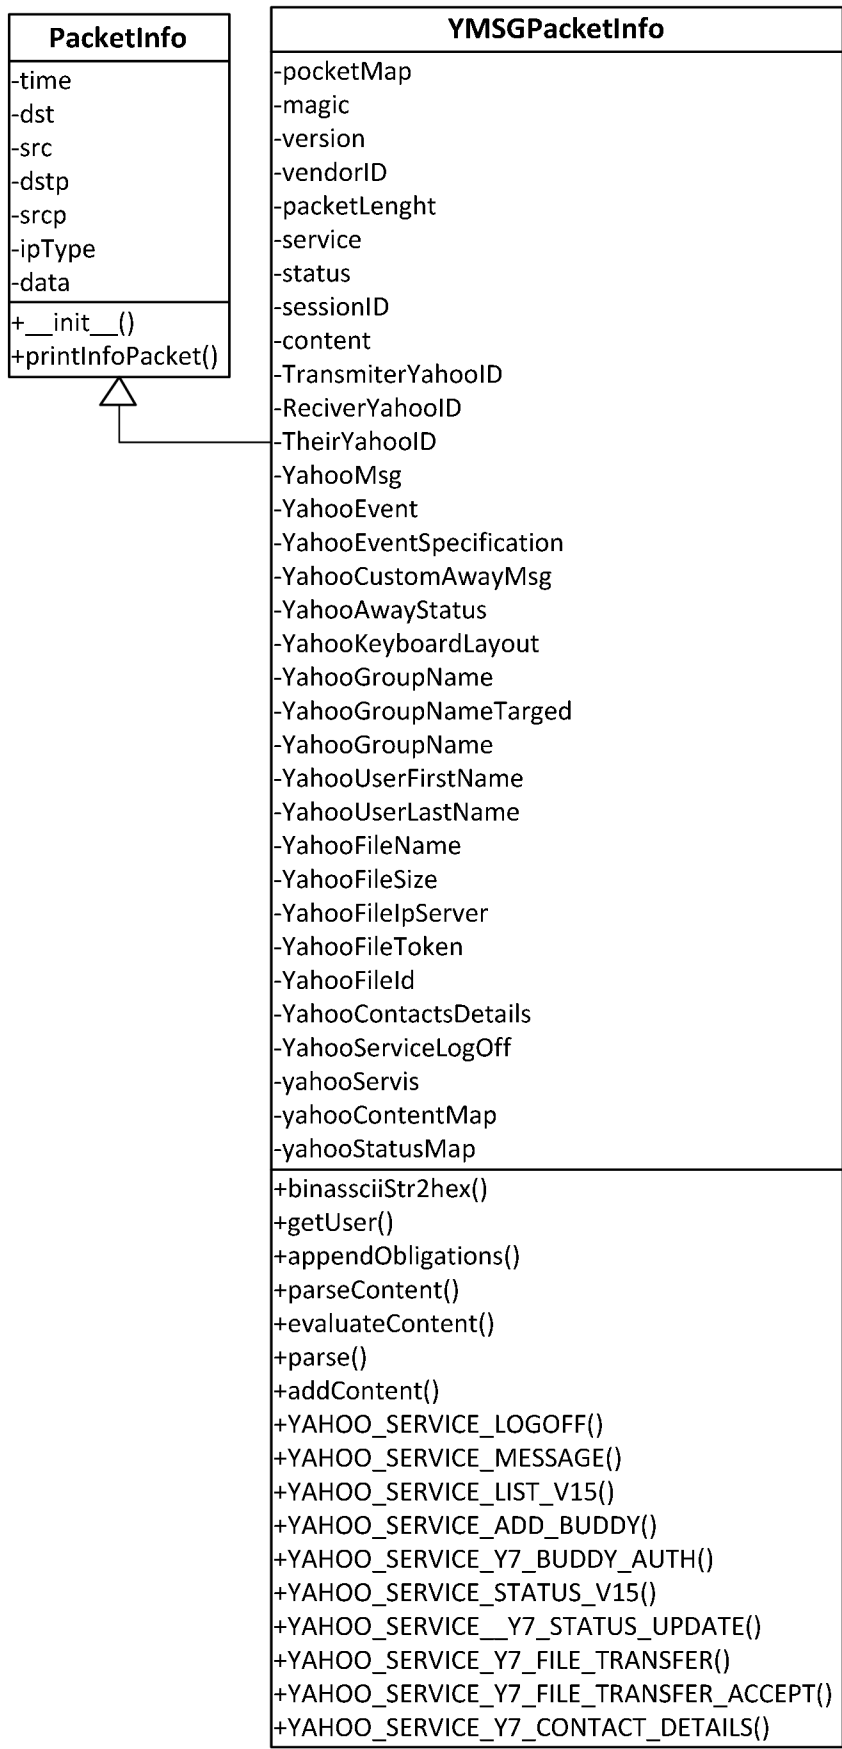 PacketInfo
-time
-dst
-src
-dstp
-srcp
-ipType
-data
+__init__()
+printInfoPacket()
YMSGPacketInfo
-pocketMap
-magic
-version
-vendorID
-packetLenght
-service
-status
-sessionID
-content
-TransmiterYahooID
-ReciverYahooID
-TheirYahooID
-YahooMsg
-YahooEvent
-YahooEventSpecification
-YahooCustomAwayMsg
-YahooAwayStatus
-YahooKeyboardLayout
-YahooGroupName
-YahooGroupNameTarged
-YahooGroupName
-YahooUserFirstName
-YahooUserLastName
-YahooFileName
-YahooFileSize
-YahooFileIpServer
-YahooFileToken
-YahooFileId
-YahooContactsDetails
-YahooServiceLogOff
-yahooServis
-yahooContentMap
-yahooStatusMap
+binassciiStr2hex()
+getUser()
+appendObligations()
+parseContent()
+evaluateContent()
+parse()
+addContent()
+YAHOO_SERVICE_LOGOFF()
+YAHOO_SERVICE_MESSAGE()
+YAHOO_SERVICE_LIST_V15()
+YAHOO_SERVICE_ADD_BUDDY()
+YAHOO_SERVICE_Y7_BUDDY_AUTH()
+YAHOO_SERVICE_STATUS_V15()
+YAHOO_SERVICE__Y7_STATUS_UPDATE()
+YAHOO_SERVICE_Y7_FILE_TRANSFER()
+YAHOO_SERVICE_Y7_FILE_TRANSFER_ACCEPT()
+YAHOO_SERVICE_Y7_CONTACT_DETAILS()